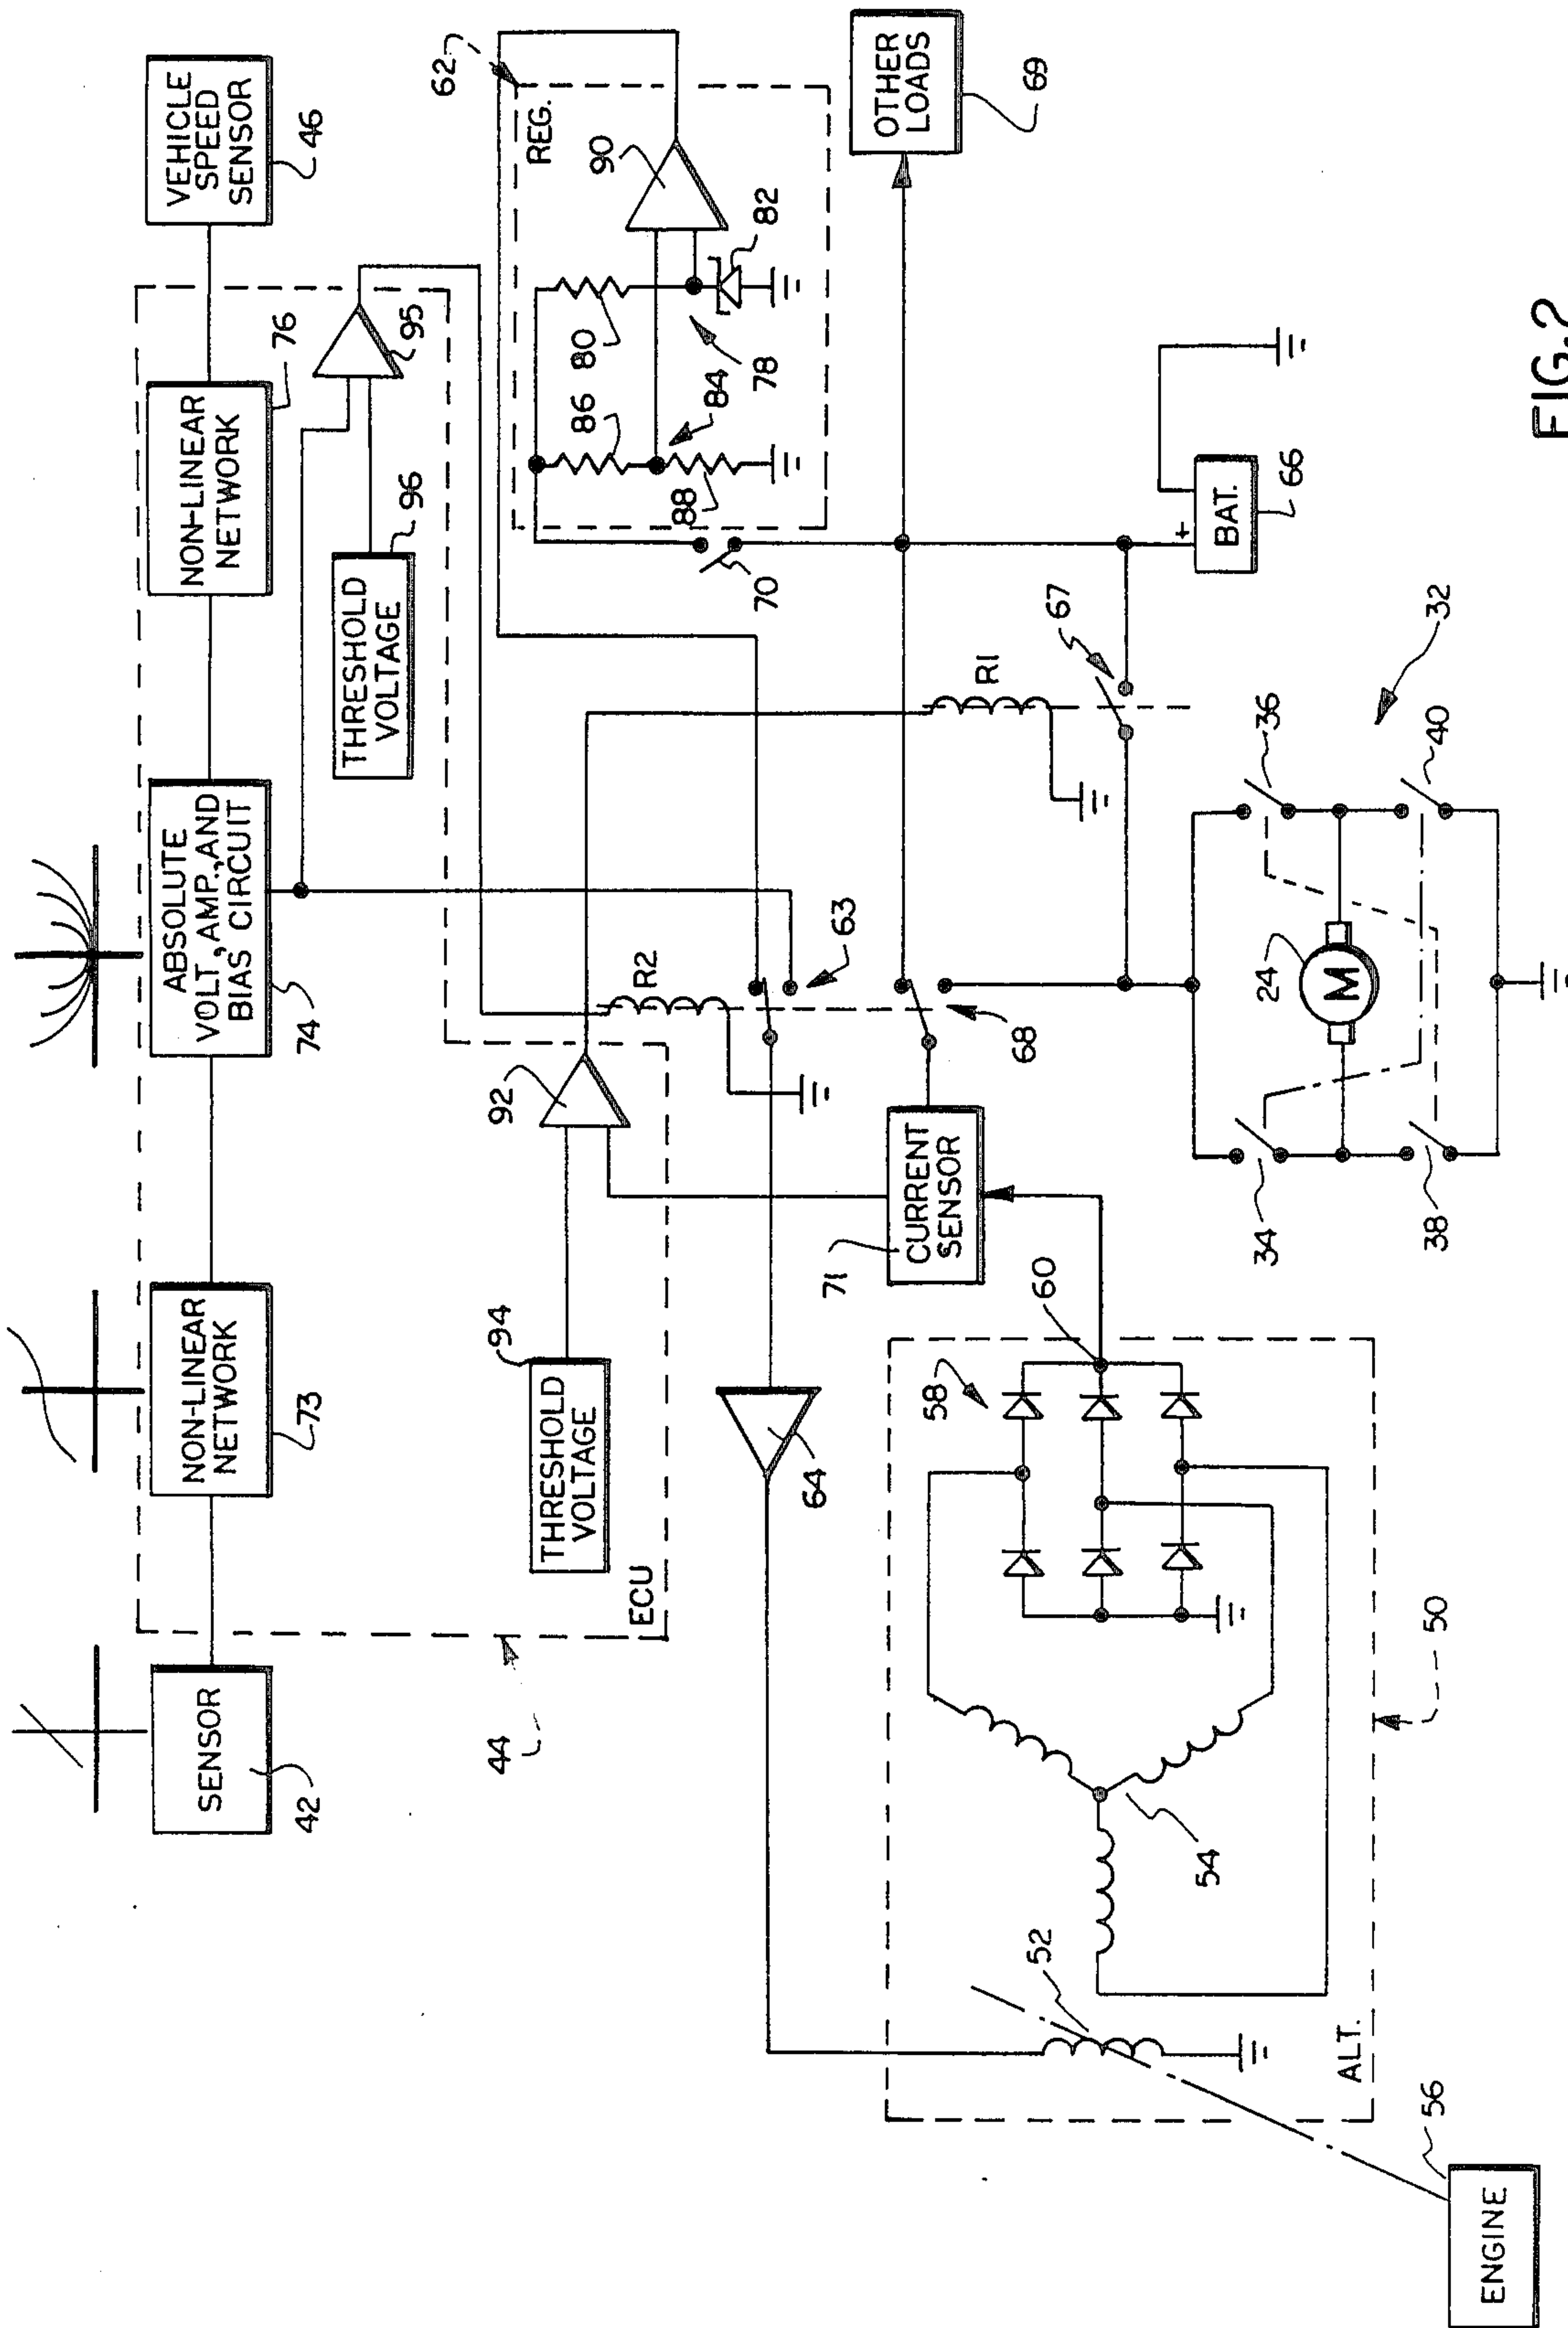 SENSOR
42
NON-LINEAR
NETWORK
73
ABSOLUTE
VOLT., AMP., AND
BIAS CIRCUIT
74
NON-LINEAR
NETWORK
76
VEHICLE
SPEED
SENSOR
46
44
ECU
THRESHOLD
VOLTAGE
94
92
THRESHOLD
VOLTAGE
96
95
62
REG.
90
86
80
82
84
88
78
70
R2
63
64
68
71
CURRENT
SENSOR
R1
67
OTHER
LOADS
69
+
BAT.
66
58
60
54
52
ALT.
50
56
ENGINE
32
34
36
24
M
38
40
FIG.2